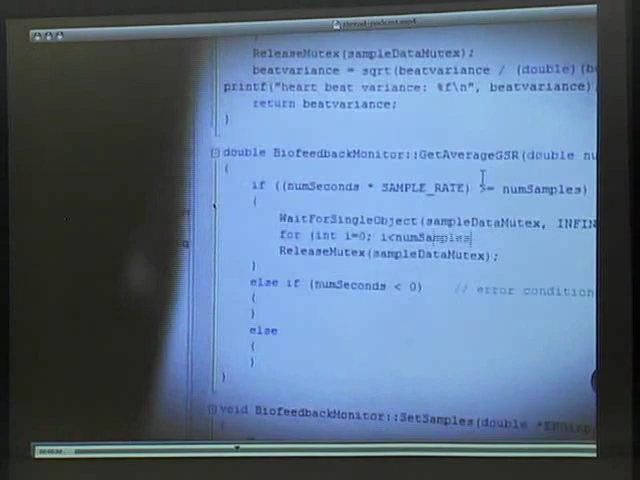 ReleaseMutex(sampleDataMutex);
beatvariance = sqrt(beatvariance / (double)(b
printf("heart beat variance: %f\n", beatvariance)
return beatvariance;
}
double BiofeedbackMonitor::GetAverageGSR(double nu
{
if ((numSeconds * SAMPLE_RATE) >= numSamples)
{
WaitForSingleObject(sampleDataMutex, INFIN
for (int i=0; i<numSamples
ReleaseMutex(sampleDataMutex);
}
else if (numSeconds < 0) // error condition
{
}
else
{
}
}
void BiofeedbackMonitor::SetSamples(double